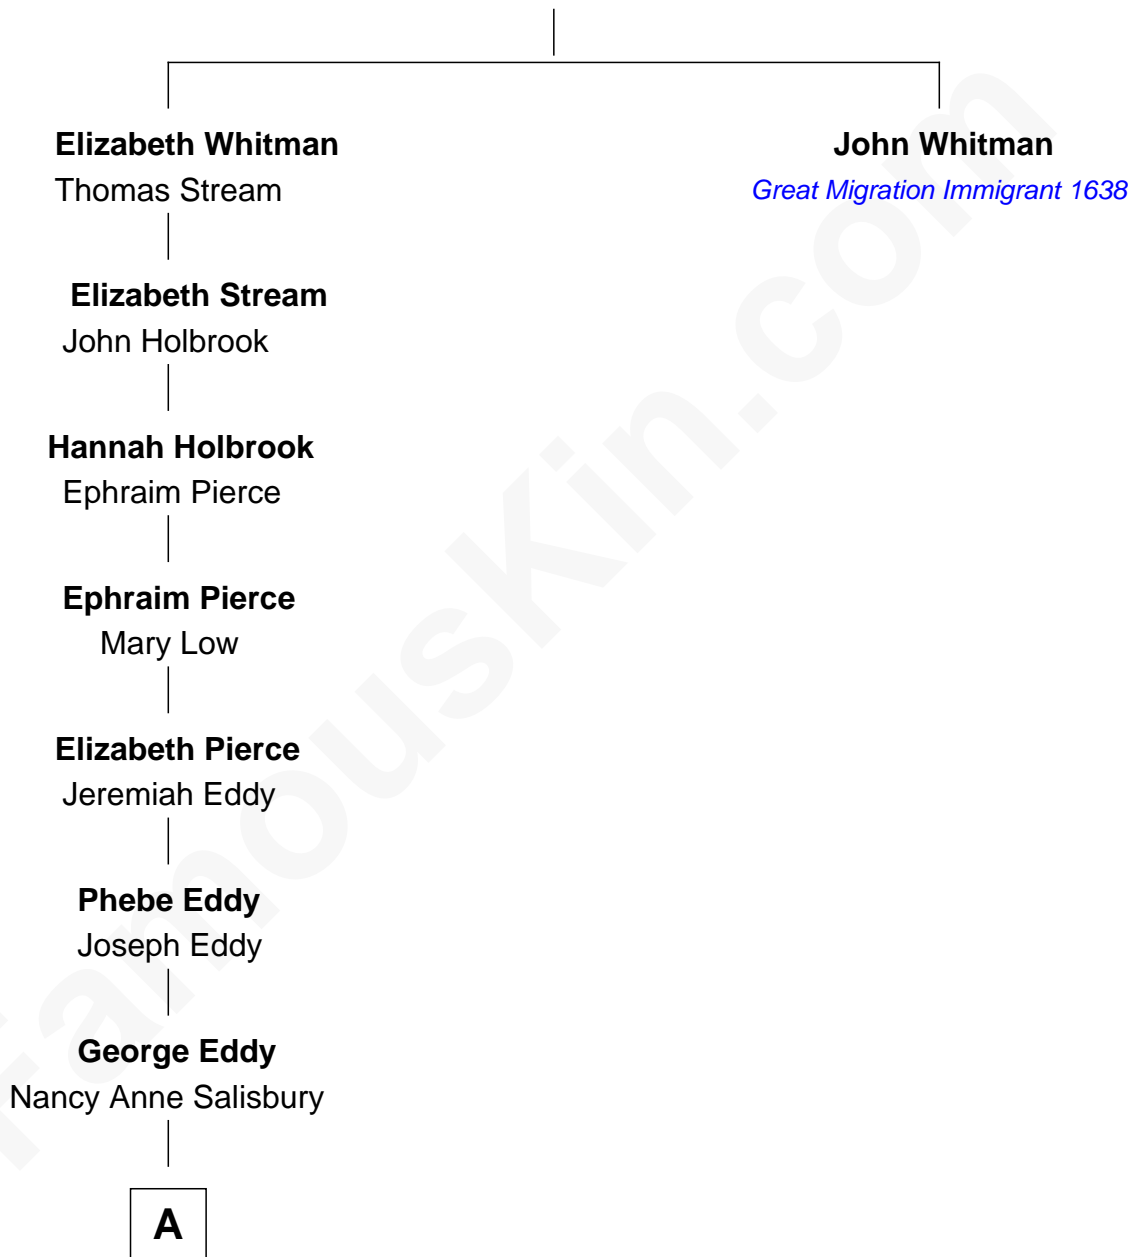 Elizabeth Whitman
Thomas Stream
John Whitman
Great Migration Immigrant 1638
Elizabeth Stream
John Holbrook
Hannah Holbrook
Ephraim Pierce
Ephraim Pierce
Mary Low
Elizabeth Pierce
Jeremiah Eddy
Phebe Eddy
Joseph Eddy
George Eddy
Nancy Anne Salisbury
A
FamousKin.com